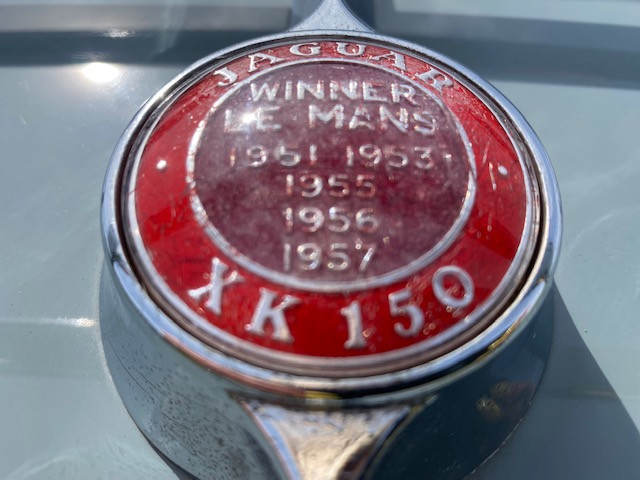 JAGUAR
WINNER
LE MANS
1951 1953
1955
1956
1957
XK 150